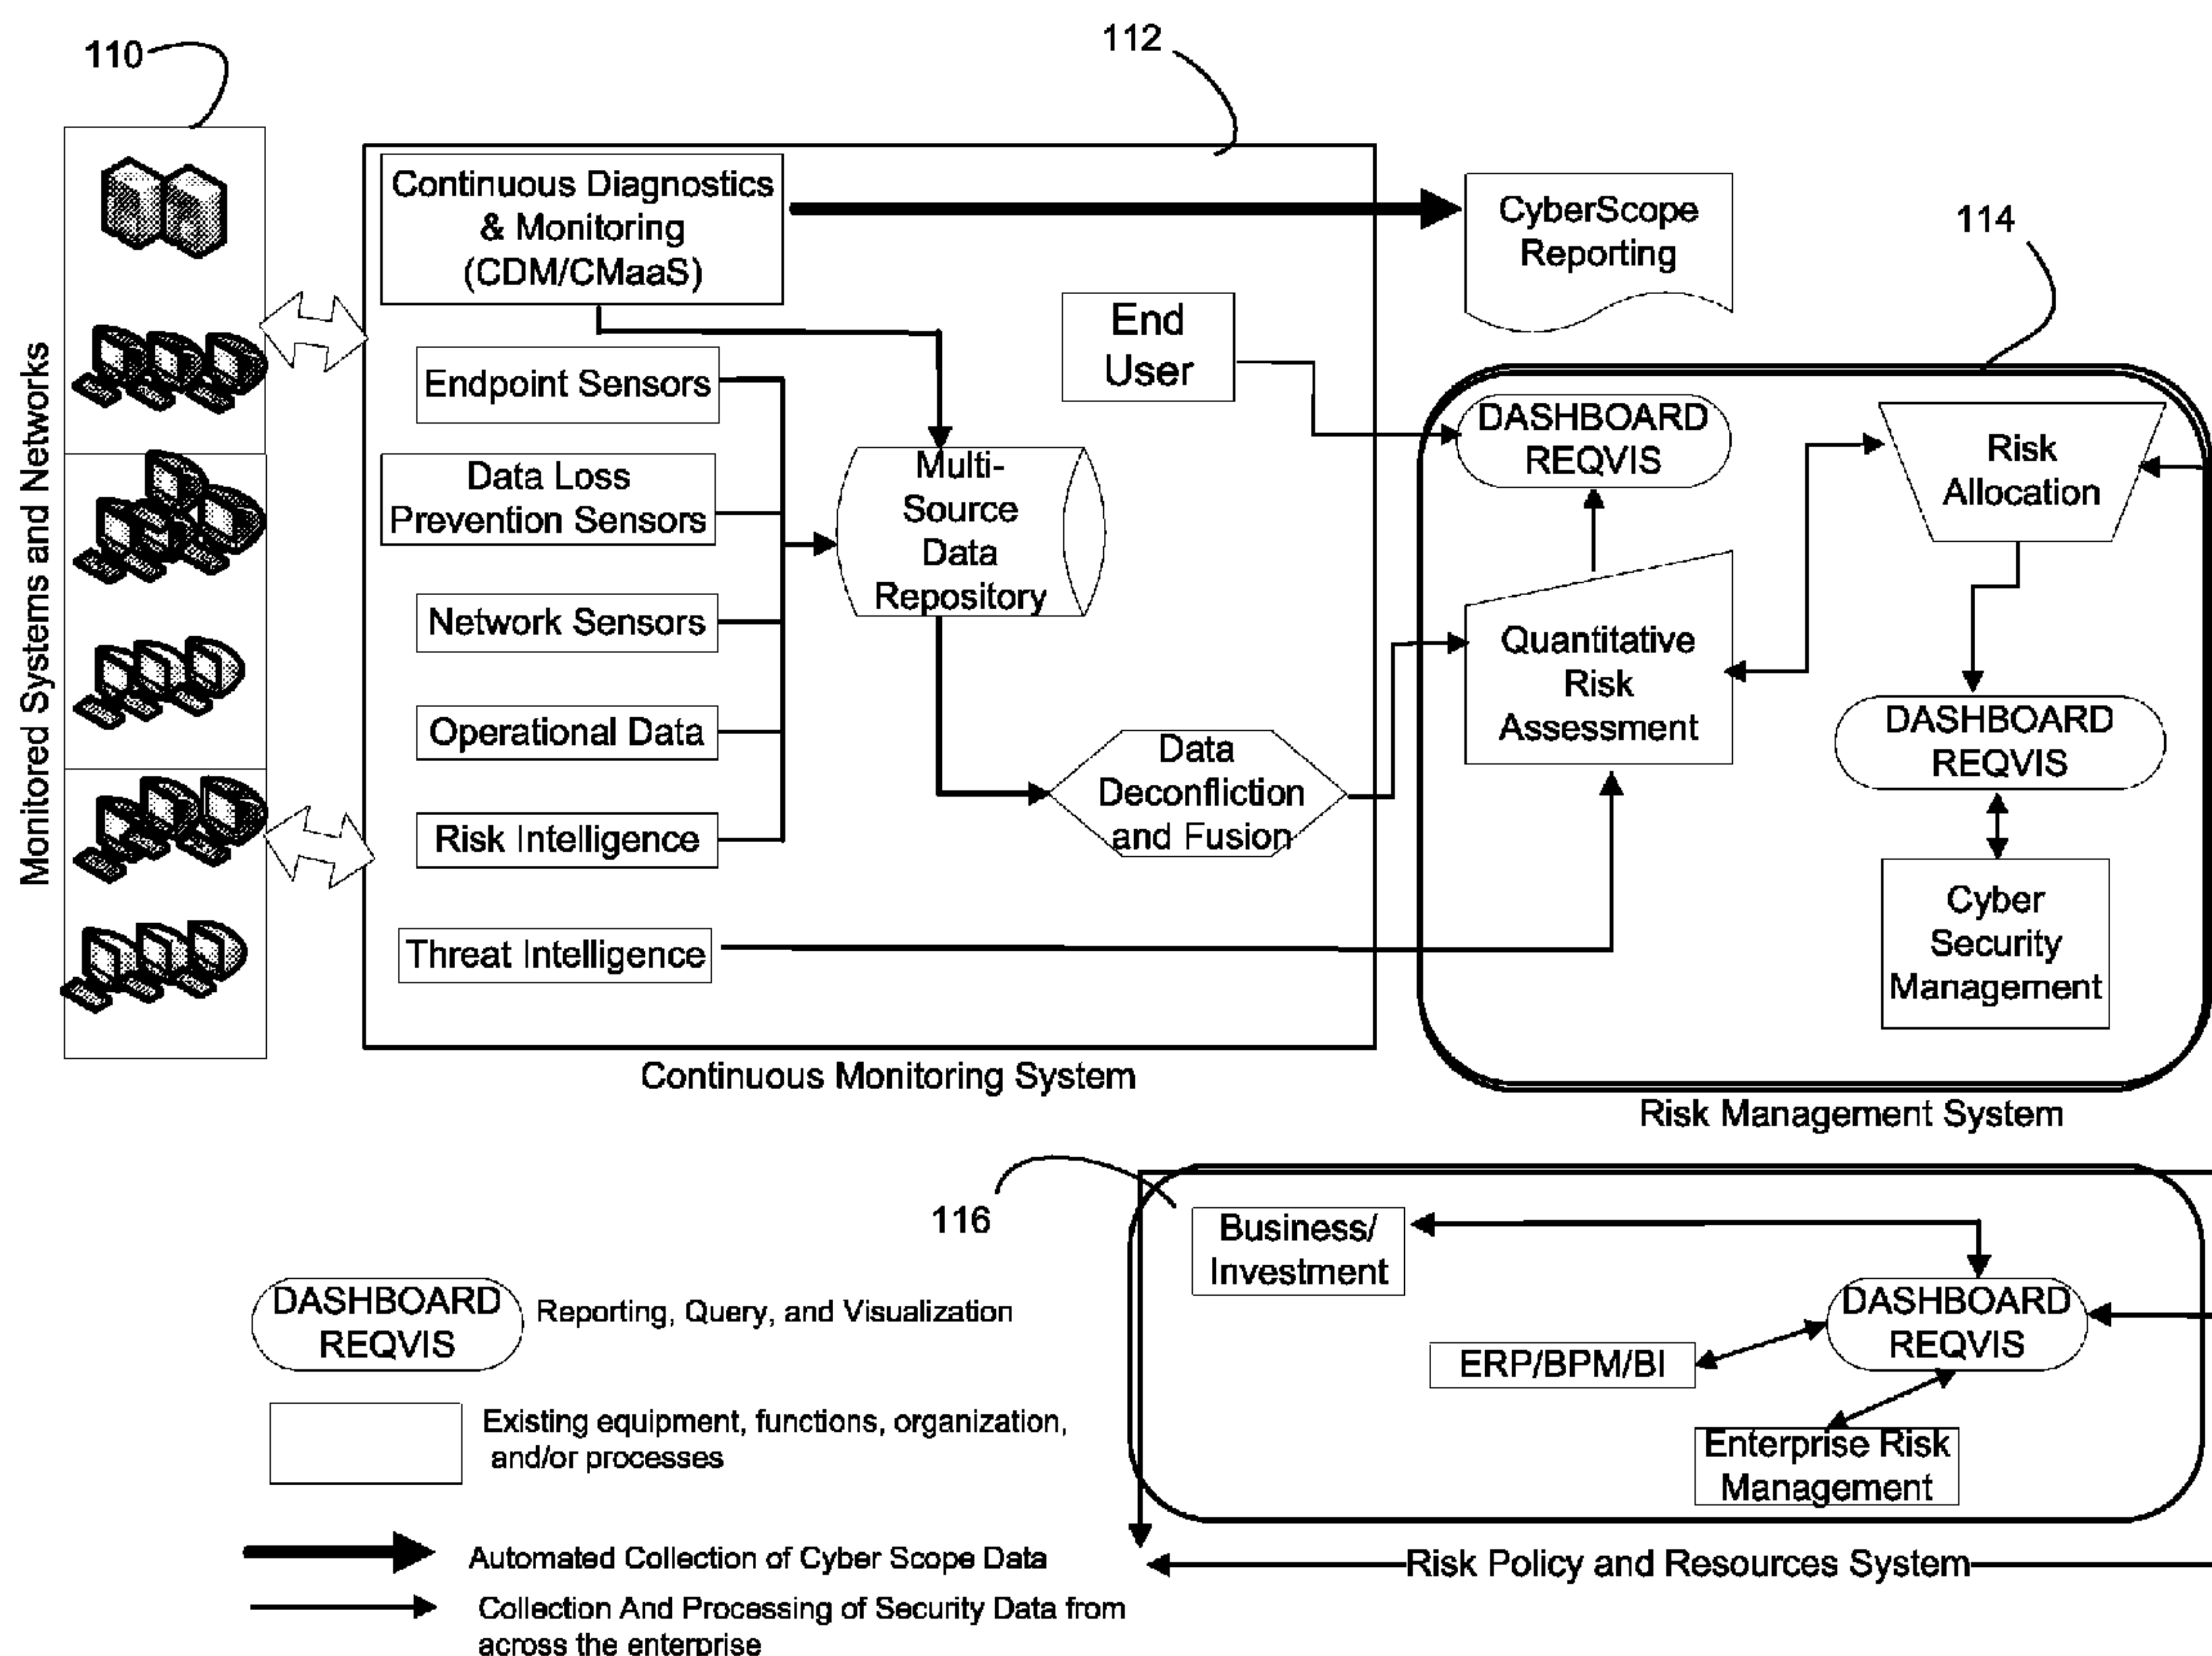 110
112
114
Monitored Systems and Networks
Continuous Diagnostics
& Monitoring
(CDM/CMaaS)
CyberScope
Reporting
End
User
Endpoint Sensors
Data Loss
Prevention Sensors
Network Sensors
Operational Data
Risk Intelligence
Threat Intelligence
Multi-
Source
Data
Repository
Data
Deconfliction
and Fusion
Continuous Monitoring System
DASHBOARD
REQVIS
Risk
Allocation
Quantitative
Risk
Assessment
DASHBOARD
REQVIS
Cyber
Security
Management
Risk Management System
116
Business/
Investment
DASHBOARD
REQVIS
ERP/BPM/BI
Enterprise Risk
Management
Risk Policy and Resources System
DASHBOARD
REQVIS
Reporting, Query, and Visualization
Existing equipment, functions, organization,
and/or processes
Automated Collection of Cyber Scope Data
Collection And Processing of Security Data from
across the enterprise